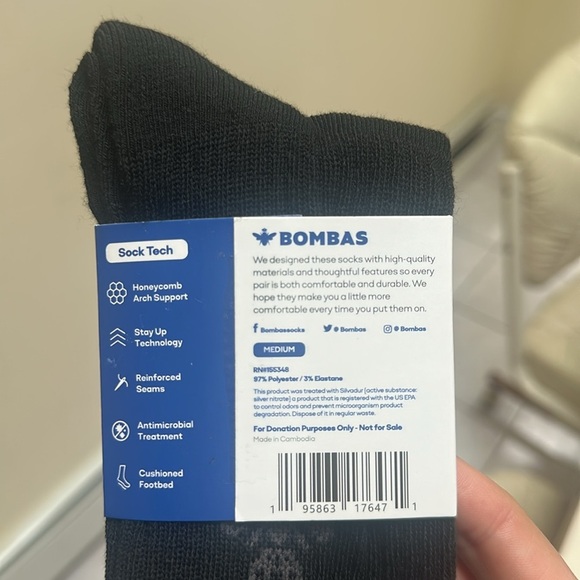 Sock Tech
Honeycomb
Arch Support
Stay Up
Technology
Reinforced
Seams
Antimicrobial
Treatment
Cushioned
Footbed
BOMBAS
We designed these socks with high-quality
materials and thoughtful features so every
pair is both comfortable and durable. We
hope they make you a little more
comfortable every time you put them on.
Bombassocks @Bombas @Bombas
MEDIUM
RN#155348
97% Polyester / 3% Elastane
This product was treated with Silvadur (active substance:
silver nitrate) a product that is registered with the US EPA
to control odors and prevent microorganism product
degradation. Dispose of it in regular waste.
For Donation Purposes Only - Not for Sale
Made in Cambodia
1 95863 17647 1